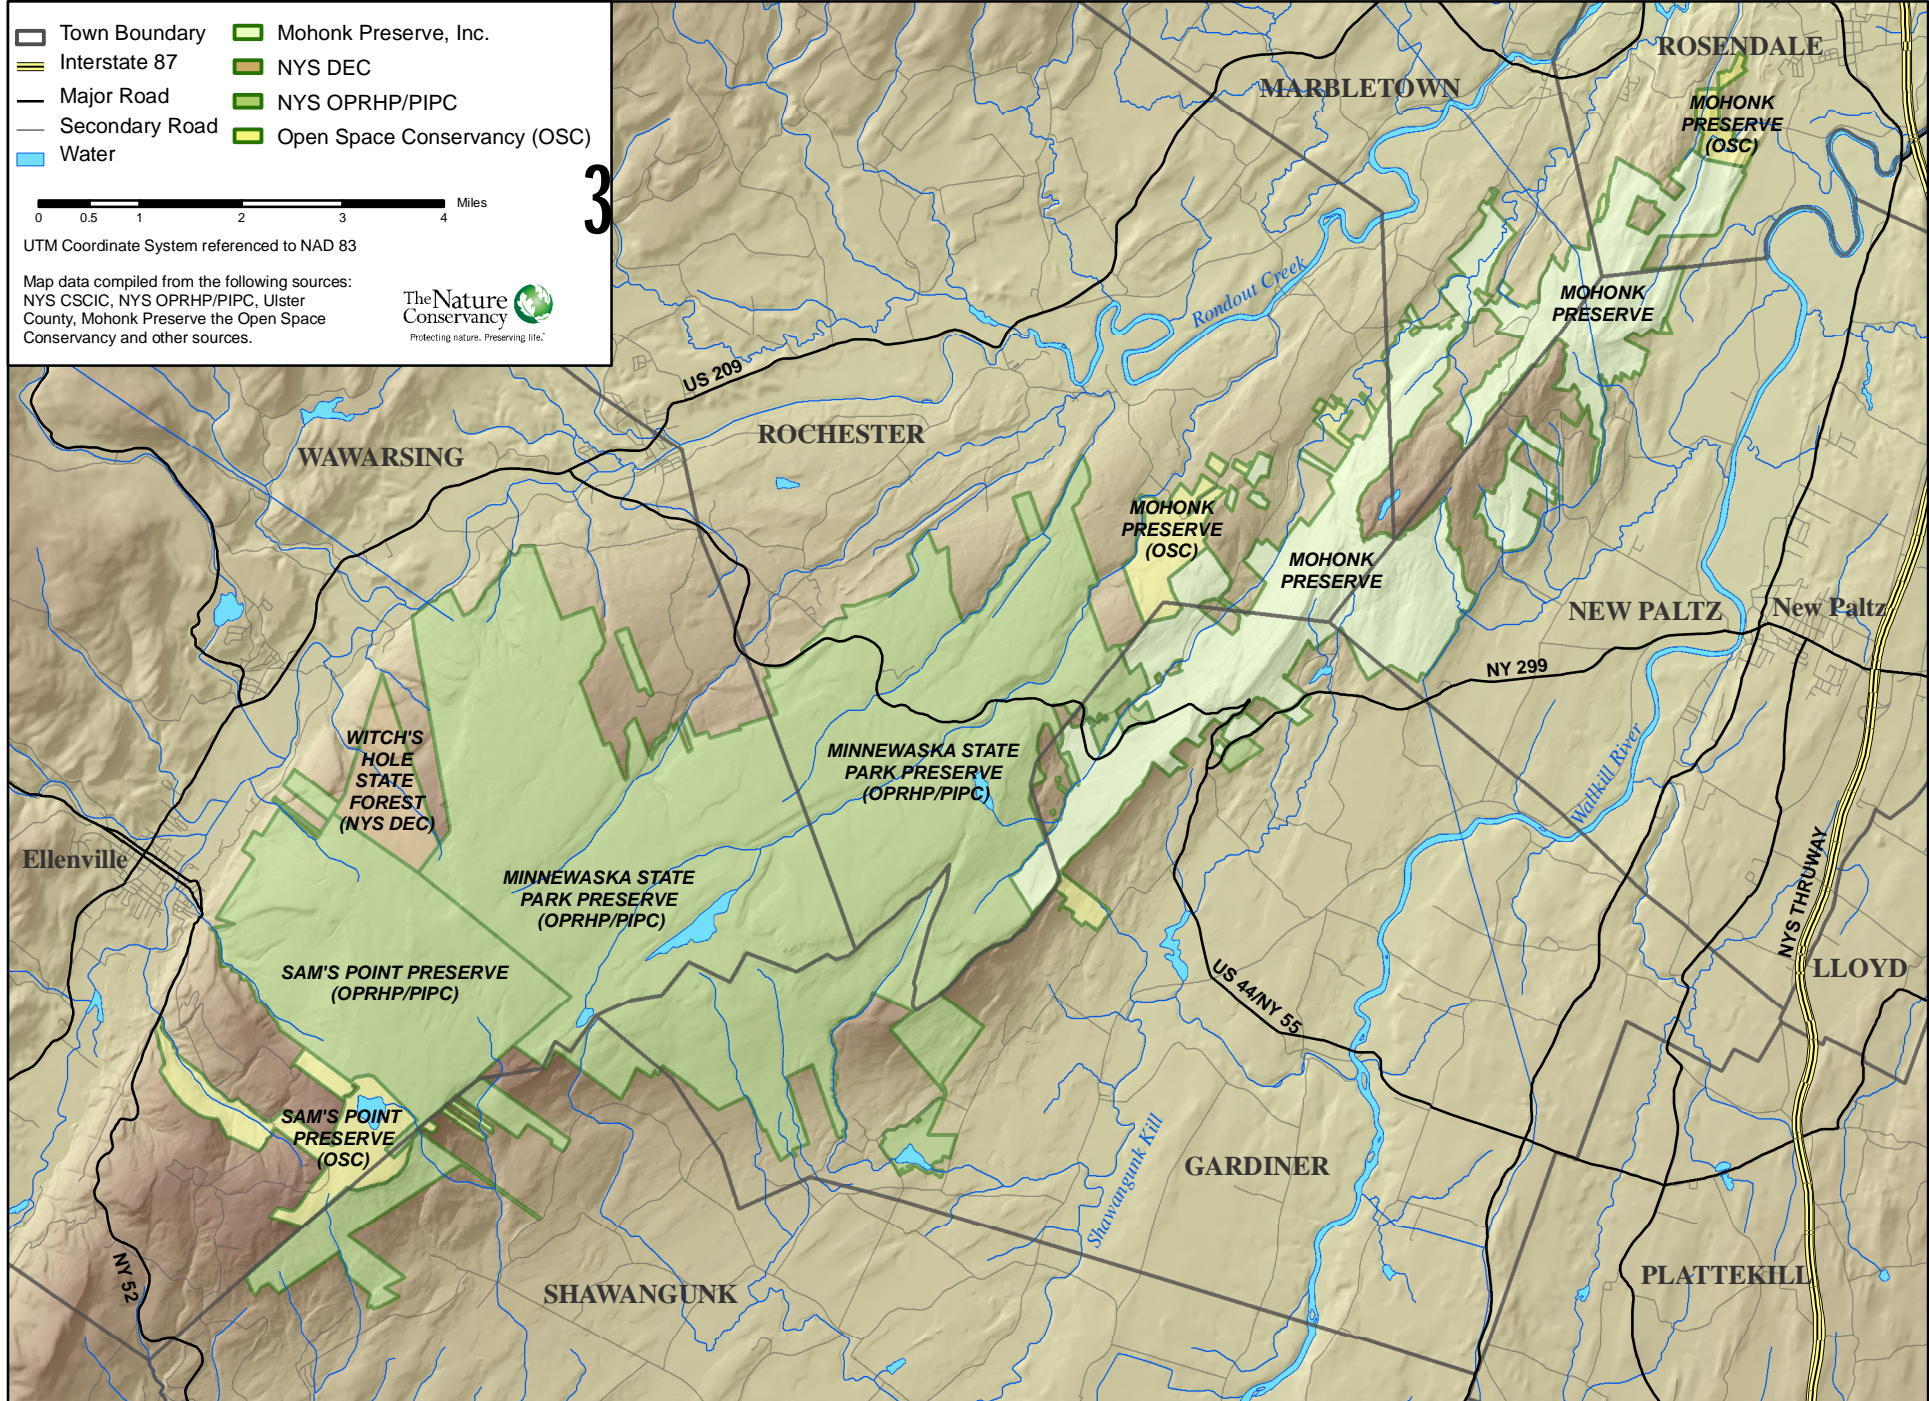 Town Boundary
Interstate 87
Major Road
Secondary Road
Water
Mohonk Preserve, Inc.
NYS DEC
NYS OPRHP/PIPC
Open Space Conservancy (OSC)
Miles
0 0.5 1 2 3 4
3
UTM Coordinate System referenced to NAD 83
Map data compiled from the following sources:
NYS CSCIC, NYS OPRHP/PIPC, Ulster
County, Mohonk Preserve the Open Space
Conservancy and other sources.
The Nature
Conservancy
Protecting nature. Preserving life.™
ROSENDALE
MARBLETOWN
MOHONK
PRESERVE
(OSC)
Rondout Creek
MOHONK
PRESERVE
US 209
ROCHESTER
WAWARSING
MOHONK
PRESERVE
(OSC)
MOHONK
PRESERVE
NEW PALTZ
New Paltz
NY 299
WITCH'S
HOLE
STATE
FOREST
(NYS DEC)
MINNEWASKA STATE
PARK PRESERVE
(OPRHP/PIPC)
Wallkill River
Ellenville
MINNEWASKA STATE
PARK PRESERVE
(OPRHP/PIPC)
NYS THRUWAY
LLOYD
SAM'S POINT PRESERVE
(OPRHP/PIPC)
US 44/NY 55
SAM'S POINT
PRESERVE
(OSC)
Shawangunk Kill
GARDINER
NY 52
SHAWANGUNK
PLATTEKILL